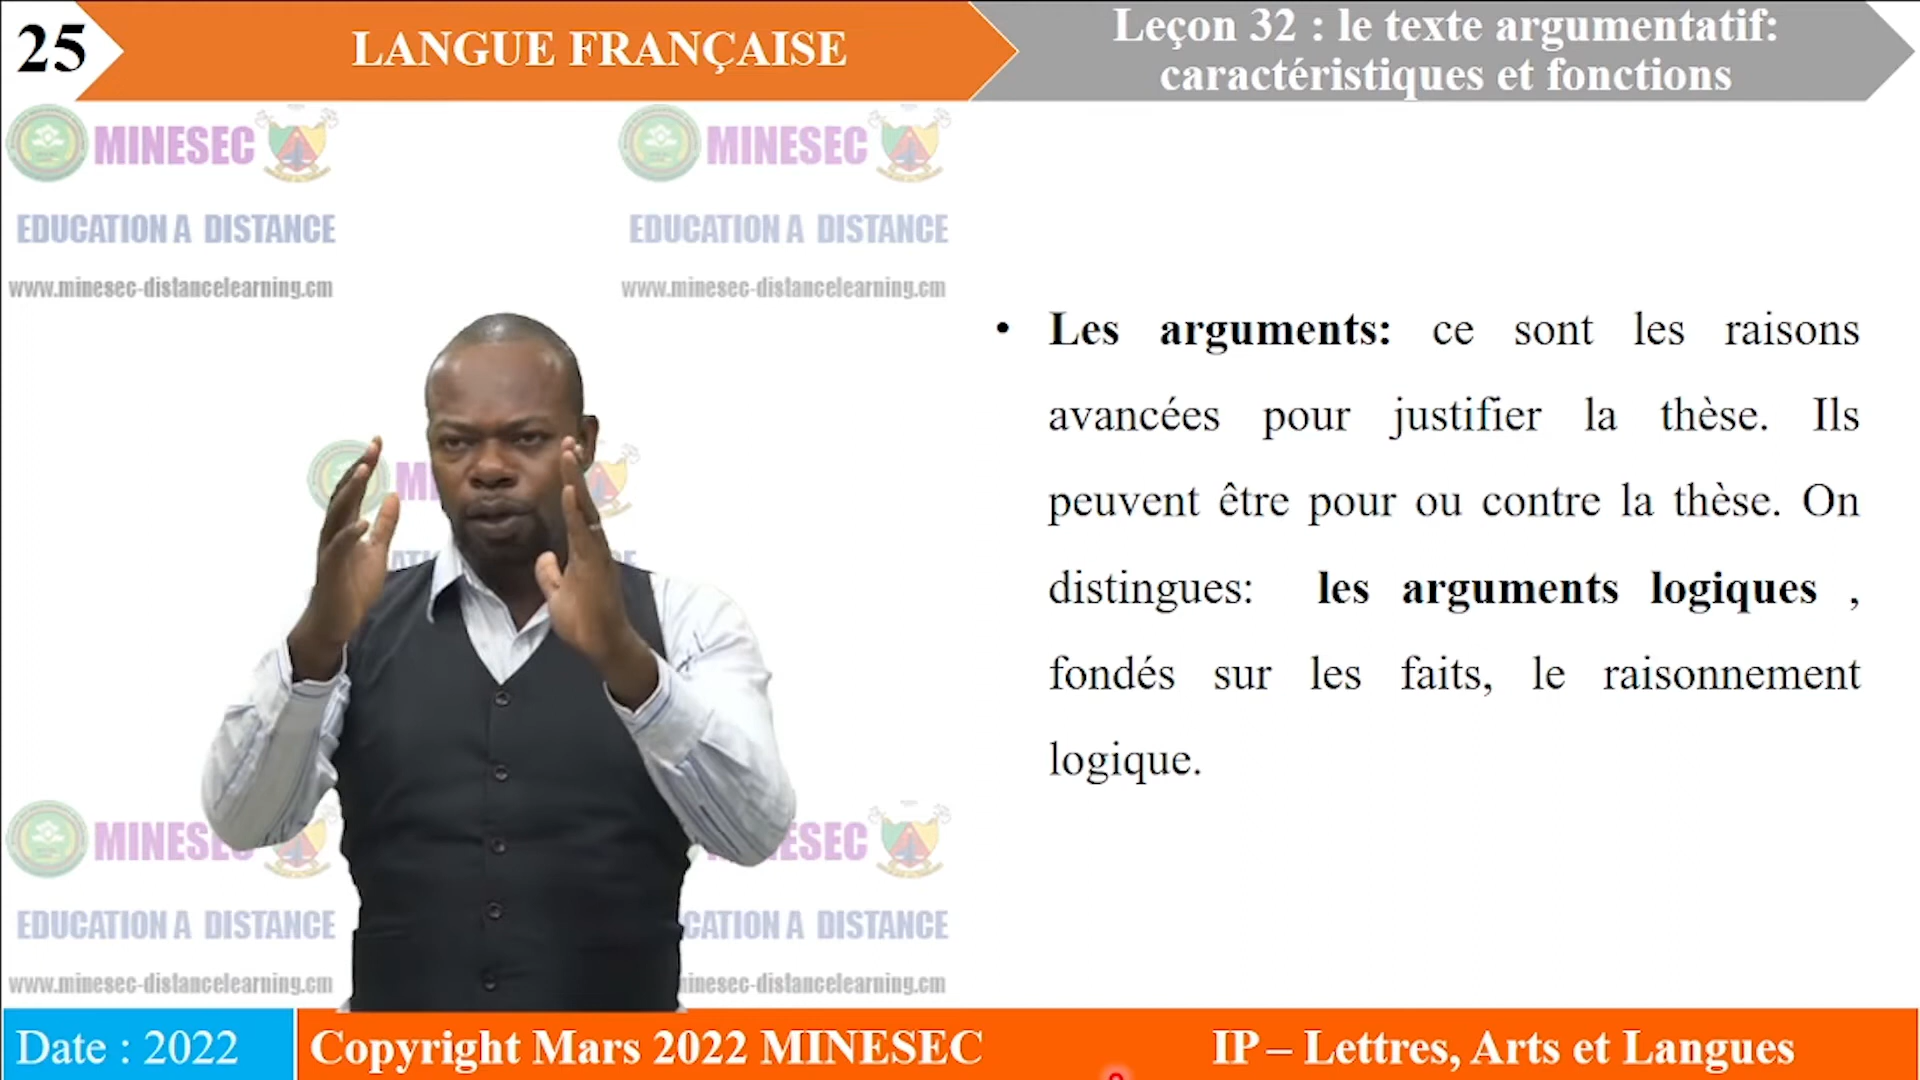 25
LANGUE FRANÇAISE
Leçon 32 : le texte argumentatif:
caractéristiques et fonctions
MINESEC
EDUCATION A DISTANCE
www.minesec-distancelearning.cm
MINESEC
EDUCATION A DISTANCE
www.minesec-distancelearning.cm
• Les arguments: ce sont les raisons
avancées pour justifier la thèse. Ils
peuvent être pour ou contre la thèse. On
distingues: les arguments logiques ,
fondés sur les faits, le raisonnement
logique.
MINESEC
EDUCATION A DISTANCE
www.minesec-distancelearning.cm
ESEC
CATION A DISTANCE
inesec-distancelearning.cm
Date : 2022
Copyright Mars 2022 MINESEC
IP – Lettres, Arts et Langues